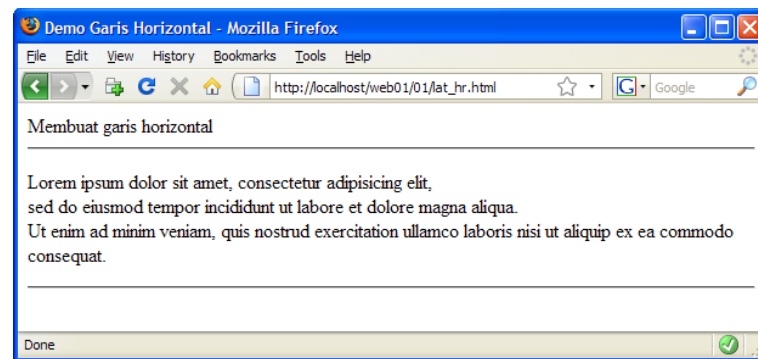 Demo Garis Horizontal - Mozilla Firefox
File Edit View History Bookmarks Tools Help
http://localhost/web01/01/lat_hr.html G Google
Membuat garis horizontal
Lorem ipsum dolor sit amet, consectetur adipisicing elit,
sed do eiusmod tempor incididunt ut labore et dolore magna aliqua.
Ut enim ad minim veniam, quis nostrud exercitation ullamco laboris nisi ut aliquip ex ea commodo
consequat.
Done